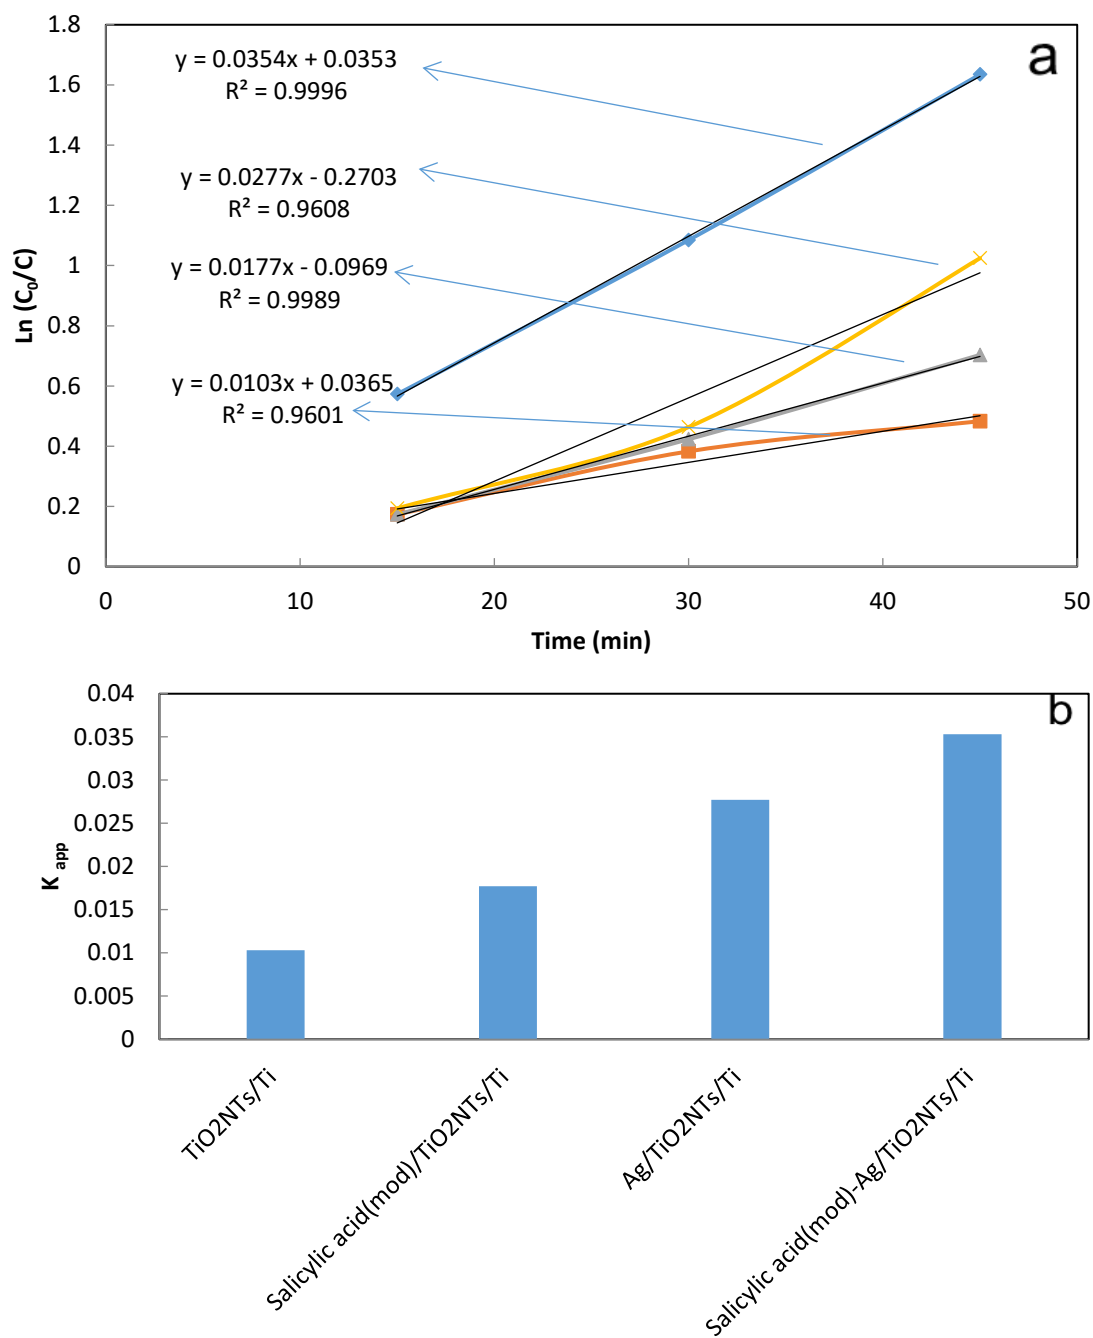 a
1.8
1.6
1.4
1.2
1
0.8
0.6
0.4
0.2
0
Ln (C₀/C)
y = 0.0354x + 0.0353
R² = 0.9996
y = 0.0277x - 0.2703
R² = 0.9608
y = 0.0177x - 0.0969
R² = 0.9989
y = 0.0103x + 0.0365
R² = 0.9601
0 10 20 30 40 50
Time (min)
b
0.04
0.035
0.03
0.025
0.02
0.015
0.01
0.005
0
K app
TiO2NTs/Ti
Salicylic acid(mod)/TiO2NTs/Ti
Ag/TiO2NTs/Ti
Salicylic acid(mod)-Ag/TiO2NTs/Ti